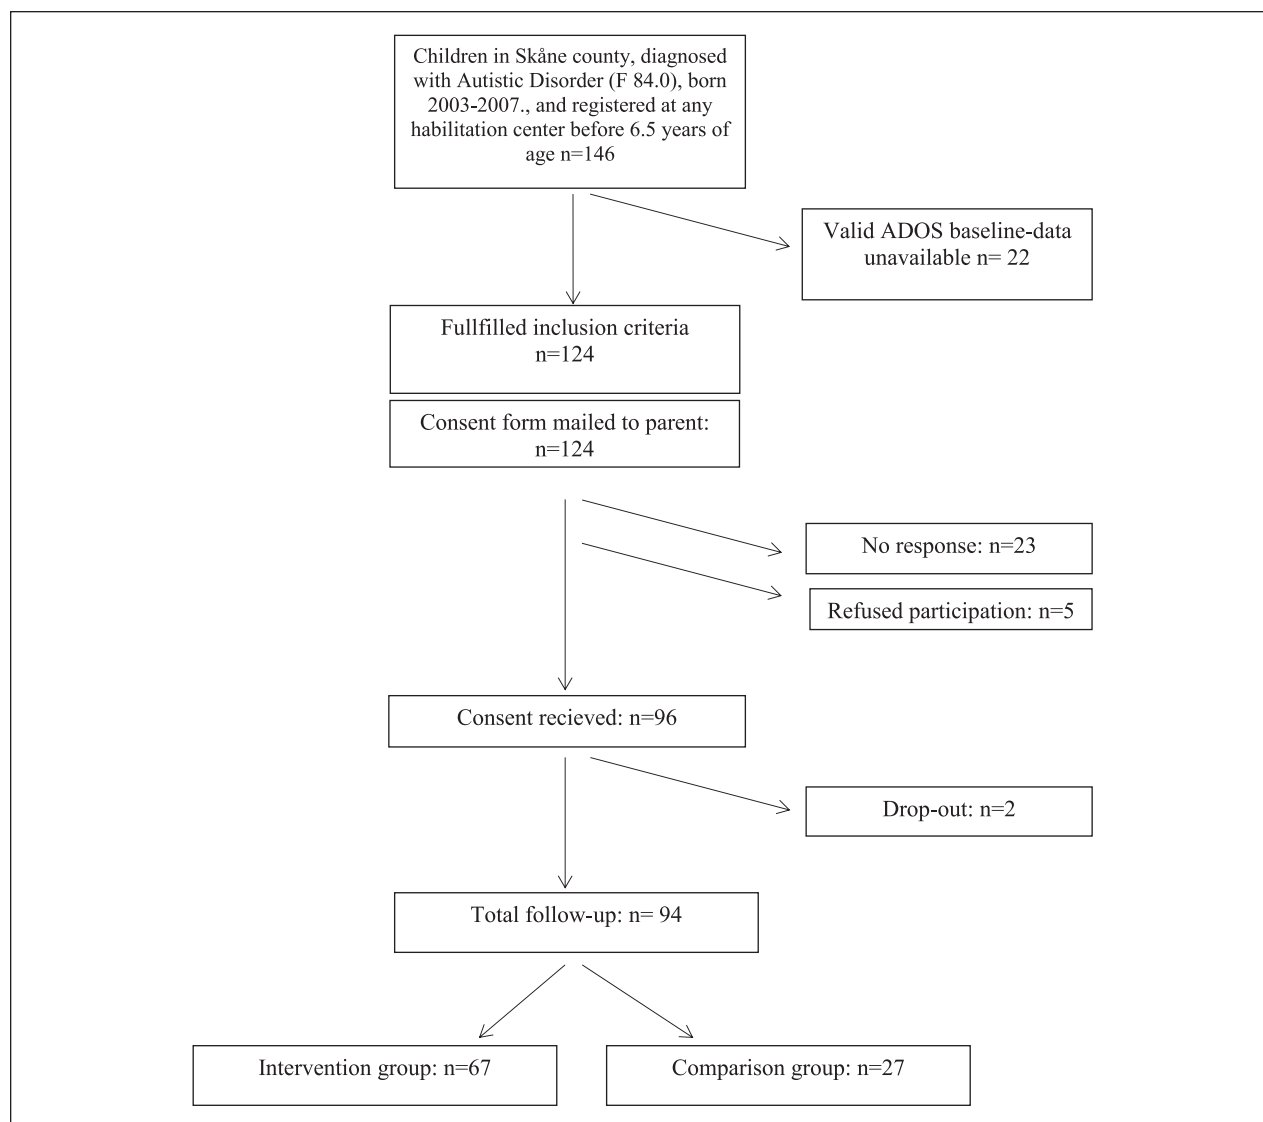 Children in Skåne county, diagnosed
with Autistic Disorder (F 84.0), born
2003-2007., and registered at any
habilitation center before 6.5 years of
age n=146
Valid ADOS baseline-data
unavailable n= 22
Fullfilled inclusion criteria
n=124
Consent form mailed to parent:
n=124
No response: n=23
Refused participation: n=5
Consent recieved: n=96
Drop-out: n=2
Total follow-up: n= 94
Intervention group: n=67
Comparison group: n=27